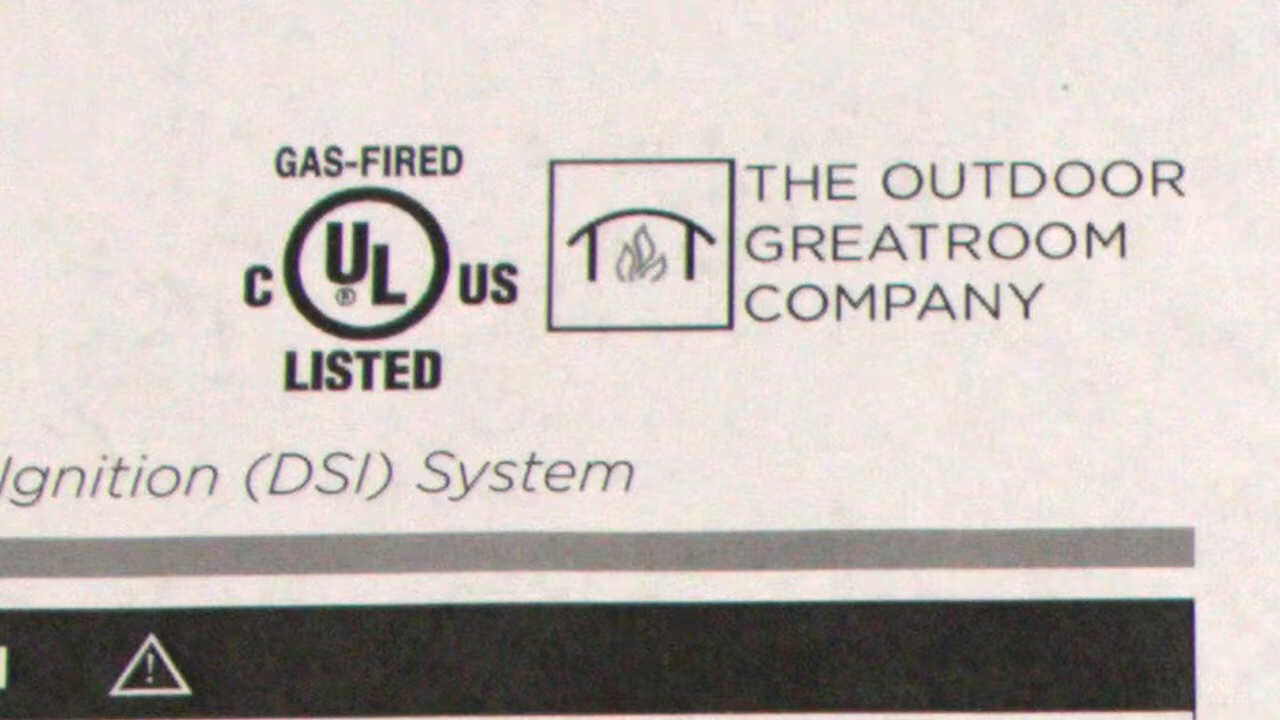 GAS-FIRED
C UL® US
LISTED
THE OUTDOOR
GREATROOM
COMPANY
Ignition (DSI) System